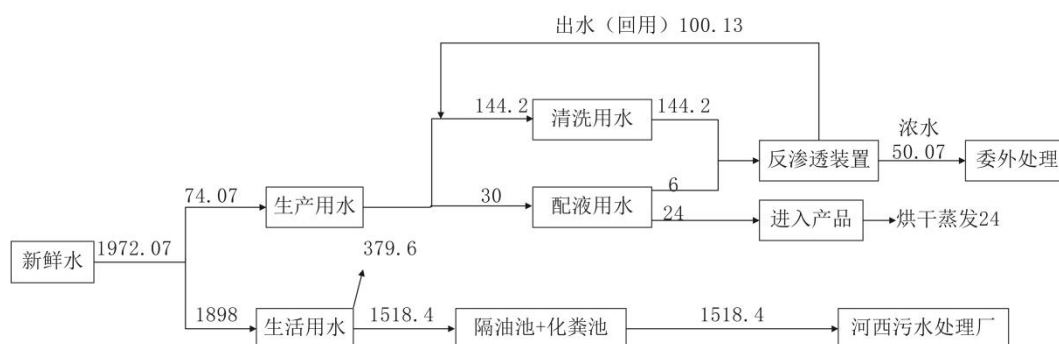 出水（回用）100.13
144.2
清洗用水
144.2
浓水
反渗透装置
50.07
委外处理
74.07
生产用水
30
配液用水
6
24
进入产品
烘干蒸发24
新鲜水
1972.07
379.6
1898
生活用水
1518.4
隔油池+化粪池
1518.4
河西污水处理厂